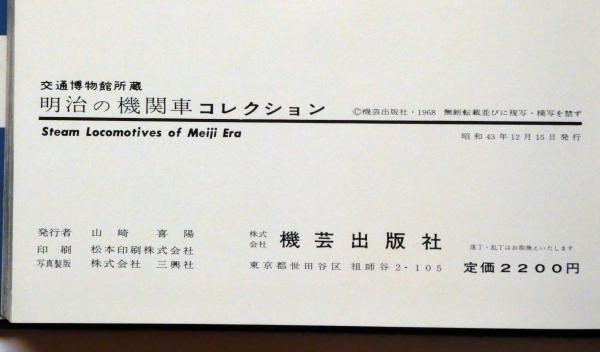 交通博物館所蔵
明治の機関車コレクション
©機芸出版社・1968 無断転載並びに複写・模写を禁ず
Steam Locomotives of Meiji Era
昭和43年12月15日発行
発行者 山崎喜陽
印刷 松本印刷株式会社
写真製版 株式会社 三興社
株式会社 機芸出版社
落丁・乱丁はお取換えいたします
東京都世田谷区 祖師谷2-105 定価2200円